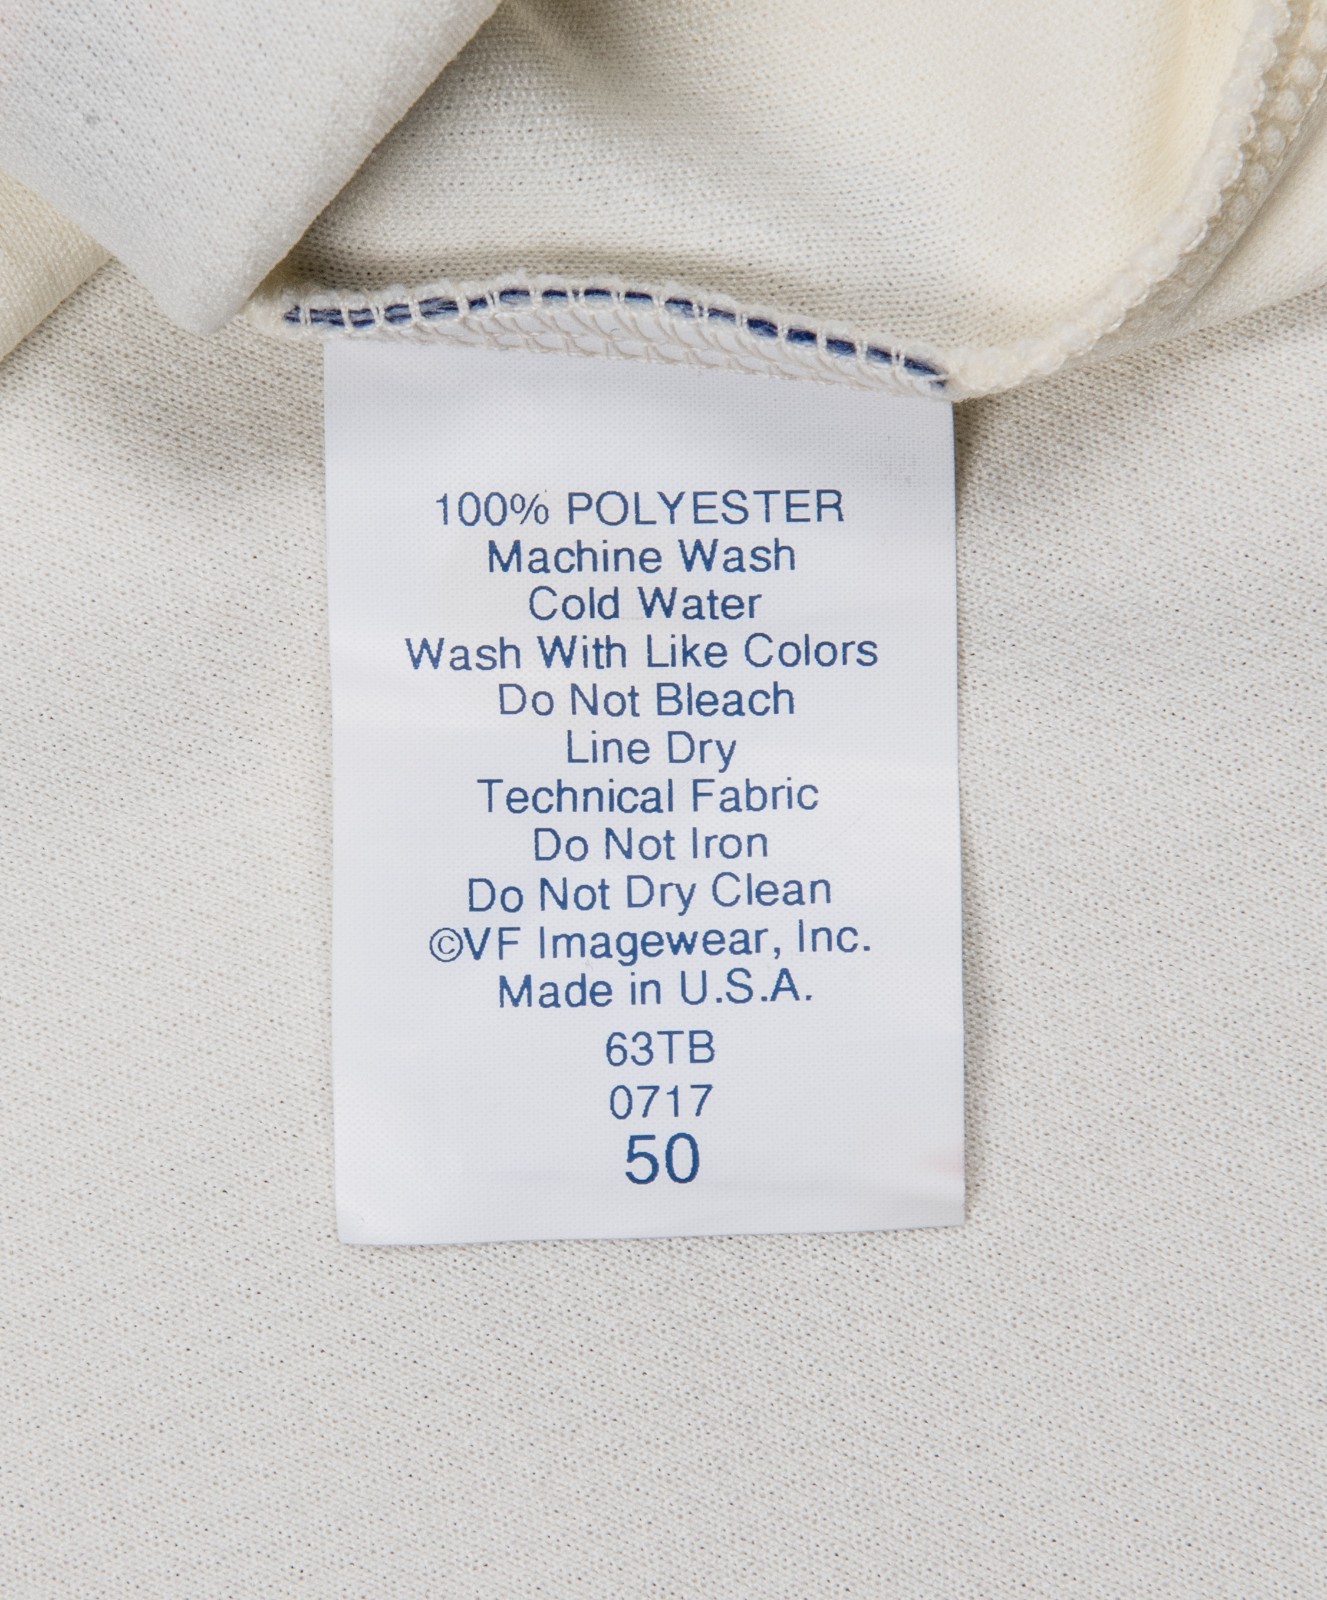 100% POLYESTER
Machine Wash
Cold Water
Wash With Like Colors
Do Not Bleach
Line Dry
Technical Fabric
Do Not Iron
Do Not Dry Clean
©VF Imagewear, Inc.
Made in U.S.A.
63TB
0717
50